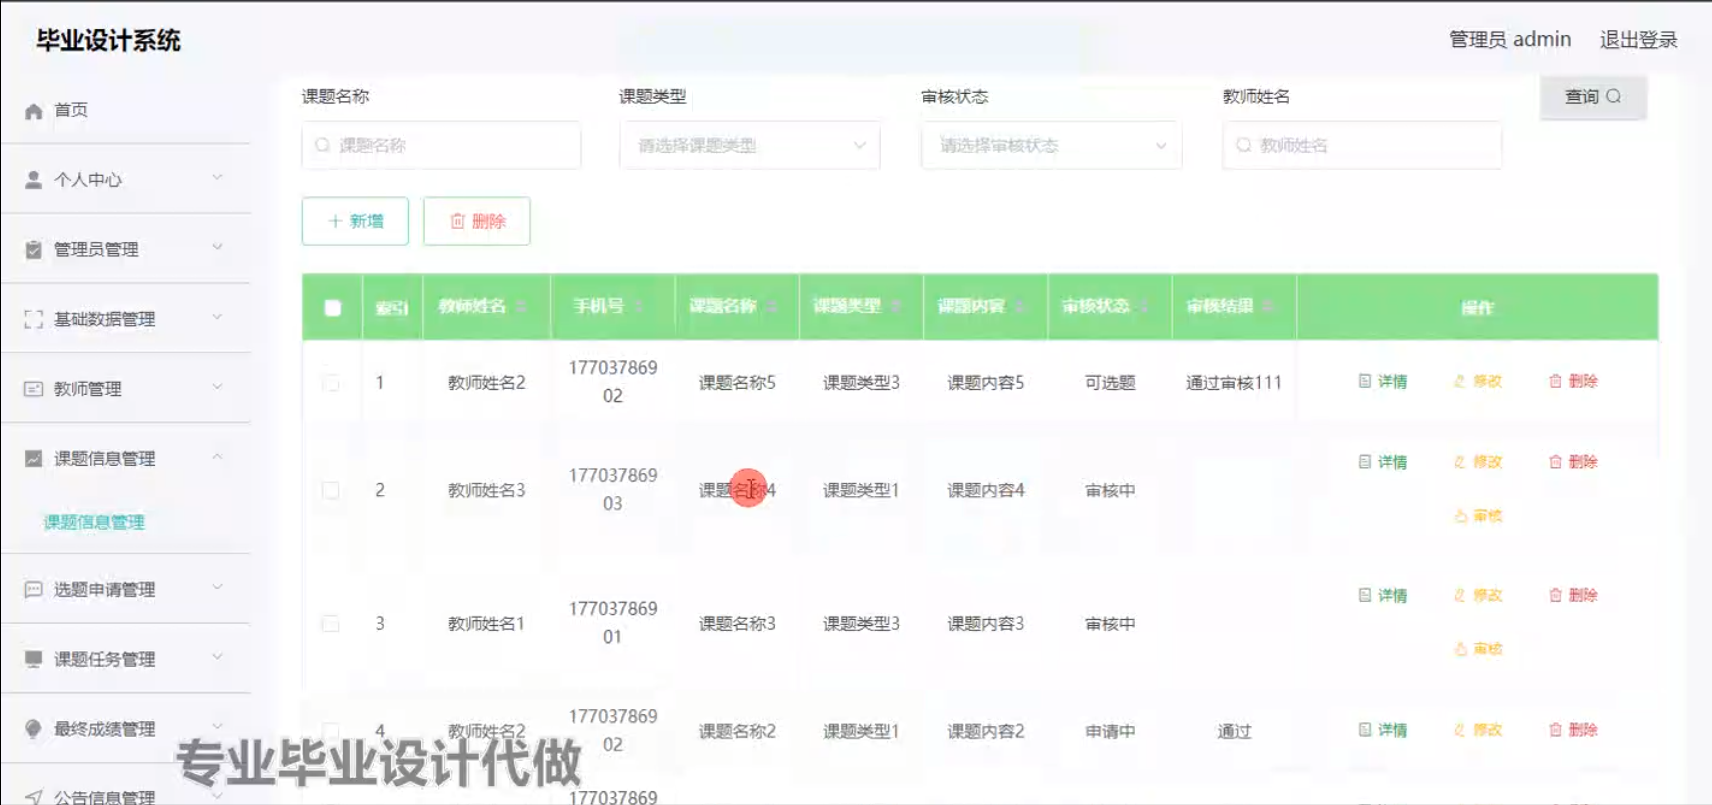 毕业设计系统
管理员 admin 退出登录
首页
个人中心
管理员管理
基础数据管理
教师管理
课题信息管理
课题信息管理
选题申请管理
课题任务管理
最终成绩管理
公告信息管理
课题名称 课题类型 审核状态 教师姓名 查询
课题名称 请选择课题类型 请选择审核状态 教师姓名
新增 删除
索引 教师姓名 手机号 课题名称 课题类型 课题内容 审核状态 审核结果 操作
1 教师姓名2 17703786902 课题名称5 课题类型3 课题内容5 可选题 通过审核111 详情 修改 删除
2 教师姓名3 17703786903 课题名称4 课题类型1 课题内容4 审核中 详情 修改 删除
审核
3 教师姓名1 17703786901 课题名称3 课题类型3 课题内容3 审核中 详情 修改 删除
审核
4 教师姓名2 17703786902 课题名称2 课题类型1 课题内容2 申请中 通过 详情 修改 删除
177037869
专业毕业设计代做